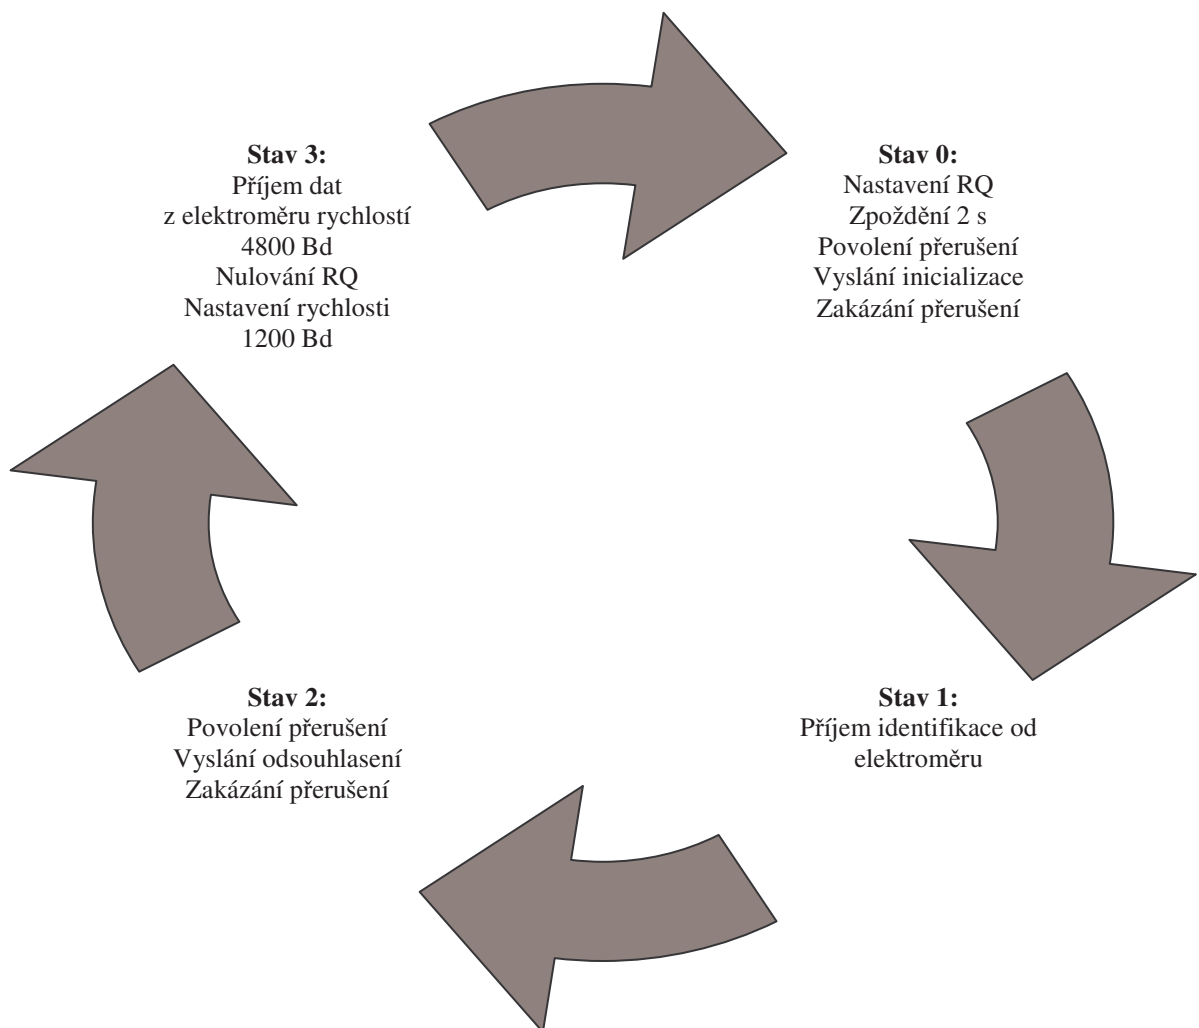 Stav 3:
Příjem dat
z elektroměru rychlostí
4800 Bd
Nulování RQ
Nastavení rychlosti
1200 Bd
Stav 0:
Nastavení RQ
Zpoždění 2 s
Povolení přerušení
Vyslání inicializace
Zakázání přerušení
Stav 2:
Povolení přerušení
Vyslání odsouhlasení
Zakázání přerušení
Stav 1:
Příjem identifikace od
elektroměru